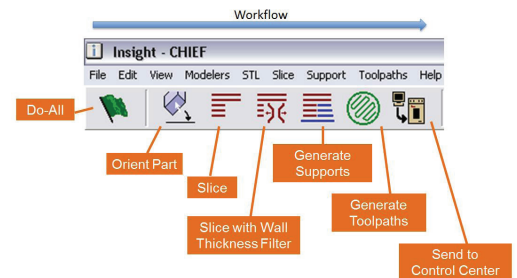 Workflow
Insight - CHIEF
File Edit View Modelers STL Slice Support Toolpaths Help
Do-All
Orient Part
Slice
Slice with Wall
Thickness Filter
Generate
Supports
Generate
Toolpaths
Send to
Control Center